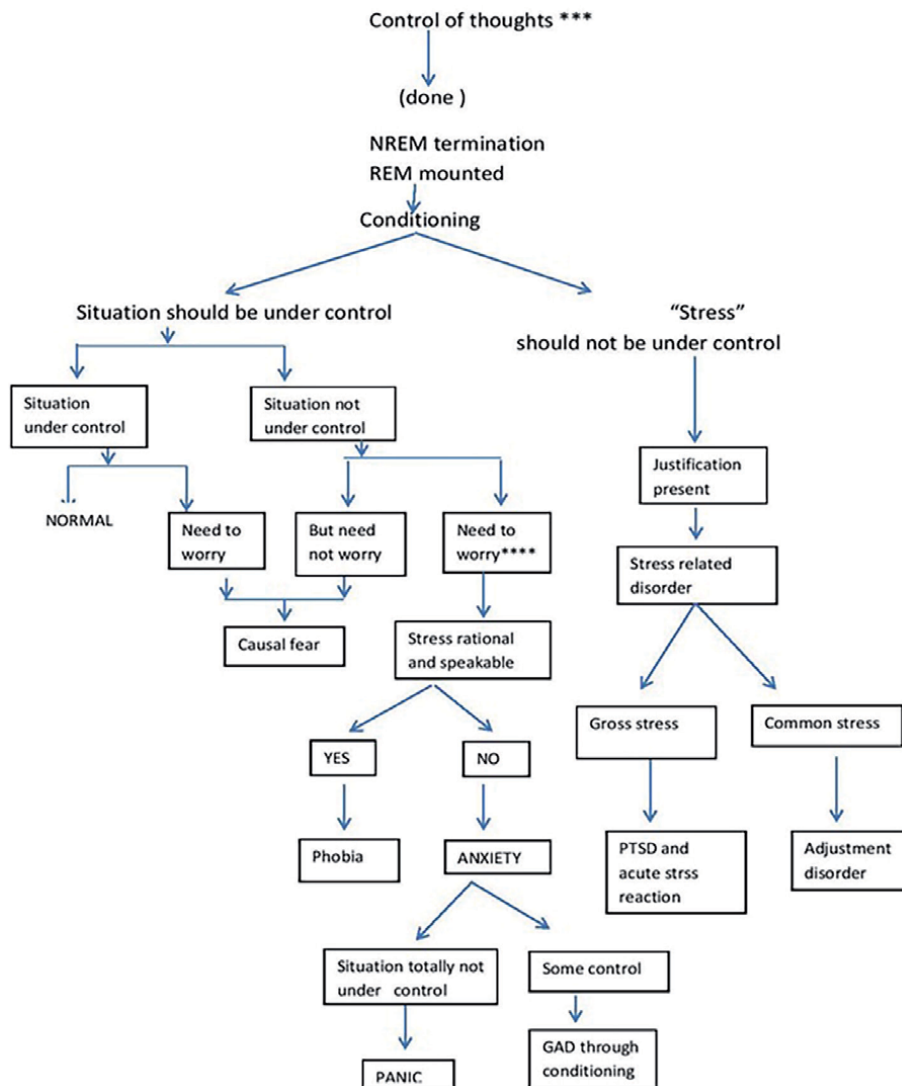 Control of thoughts ***
(done )
NREM termination
REM mounted
Conditioning
Situation should be under control
“Stress”
should not be under control
Situation
under control
Situation not
under control
Justification
present
NORMAL
Need to
worry
But need
not worry
Need to
worry****
Stress related
disorder
Causal fear
Stress rational
and speakable
Gross stress
Common stress
YES
NO
Phobia
ANXIETY
PTSD and
acute strss
reaction
Adjustment
disorder
Situation totally not
under control
Some control
PANIC
GAD through
conditioning